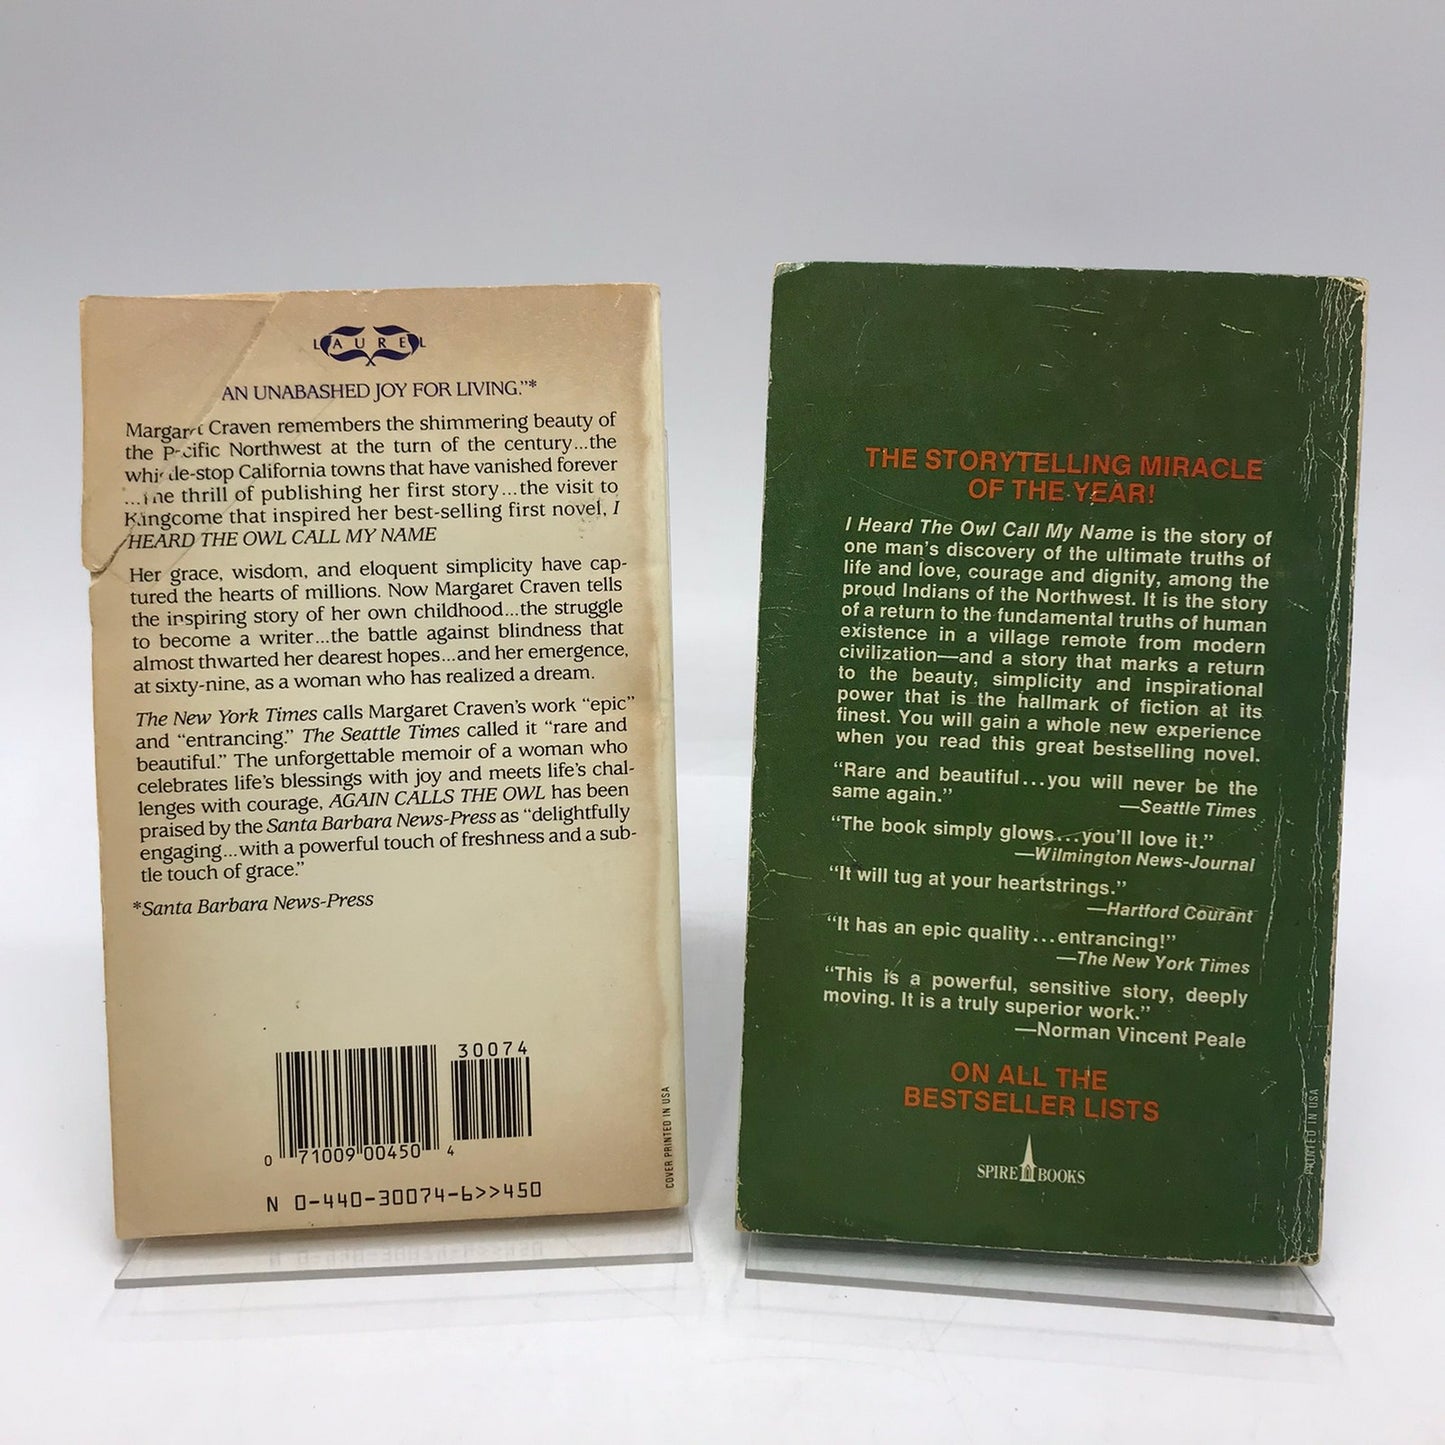 LAUREL
AN UNABASHED JOY FOR LIVING."*
Margaret Craven remembers the shimmering beauty of
the Pacific Northwest at the turn of the century...the
whistle-stop California towns that have vanished forever
...the thrill of publishing her first story...the visit to
Kingcome that inspired her best-selling first novel, I
HEARD THE OWL CALL MY NAME
Her grace, wisdom, and eloquent simplicity have cap-
tured the hearts of millions. Now Margaret Craven tells
the inspiring story of her own childhood...the struggle
to become a writer...the battle against blindness that
almost thwarted her dearest hopes...and her emergence,
at sixty-nine, as a woman who has realized a dream.
The New York Times calls Margaret Craven's work "epic"
and "entrancing." The Seattle Times called it "rare and
beautiful." The unforgettable memoir of a woman who
celebrates life's blessings with joy and meets life's chal-
lenges with courage, AGAIN CALLS THE OWL has been
praised by the Santa Barbara News-Press as "delightfully
engaging...with a powerful touch of freshness and a sub-
tle touch of grace."
*Santa Barbara News-Press
30074
0 71009 00450 4
N 0-440-30074-6>>450
COVER PRINTED IN USA
THE STORYTELLING MIRACLE
OF THE YEAR!
I Heard The Owl Call My Name is the story of
one man's discovery of the ultimate truths of
life and love, courage and dignity, among the
proud Indians of the Northwest. It is the story
of a return to the fundamental truths of human
existence in a village remote from modern
civilization—and a story that marks a return
to the beauty, simplicity and inspirational
power that is the hallmark of fiction at its
finest. You will gain a whole new experience
when you read this great bestselling novel.
"Rare and beautiful...you will never be the
same again." —Seattle Times
"The book simply glows...you'll love it."
—Wilmington News-Journal
"It will tug at your heartstrings."
—Hartford Courant
"It has an epic quality...entrancing!"
—The New York Times
"This is a powerful, sensitive story, deeply
moving. It is a truly superior work."
—Norman Vincent Peale
ON ALL THE
BESTSELLER LISTS
SPIRE BOOKS
PRINTED IN USA